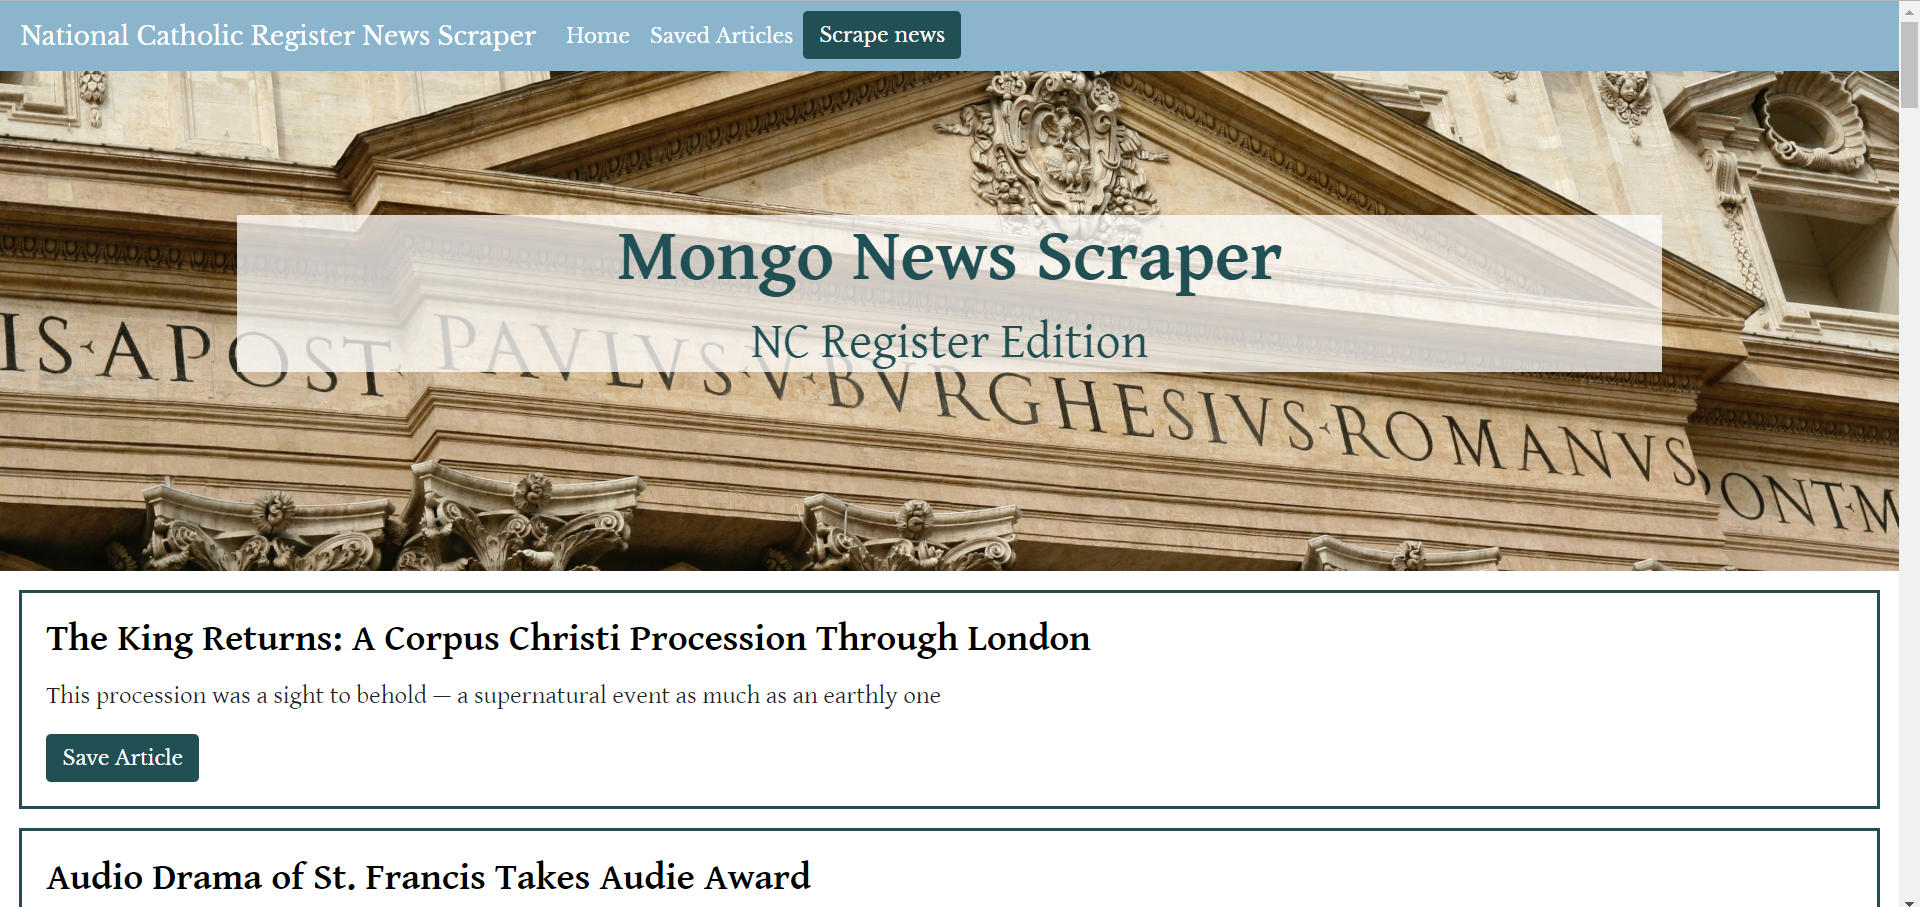 National Catholic Register News Scraper Home Saved Articles Scrape news
Mongo News Scraper
NC Register Edition
IS·APOST PAVLVS·V·BVRGHESIVS·ROMANVS
PONT·M
The King Returns: A Corpus Christi Procession Through London
This procession was a sight to behold — a supernatural event as much as an earthly one
Save Article
Audio Drama of St. Francis Takes Audie Award